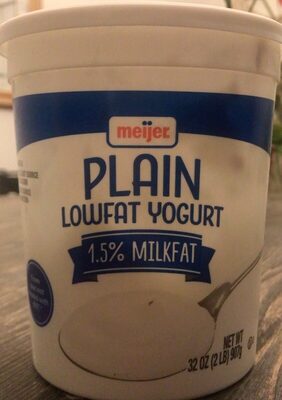 meijer
PLAIN
LOWFAT YOGURT
1.5% MILKFAT
NET WT
32 OZ (2 LB) 907g